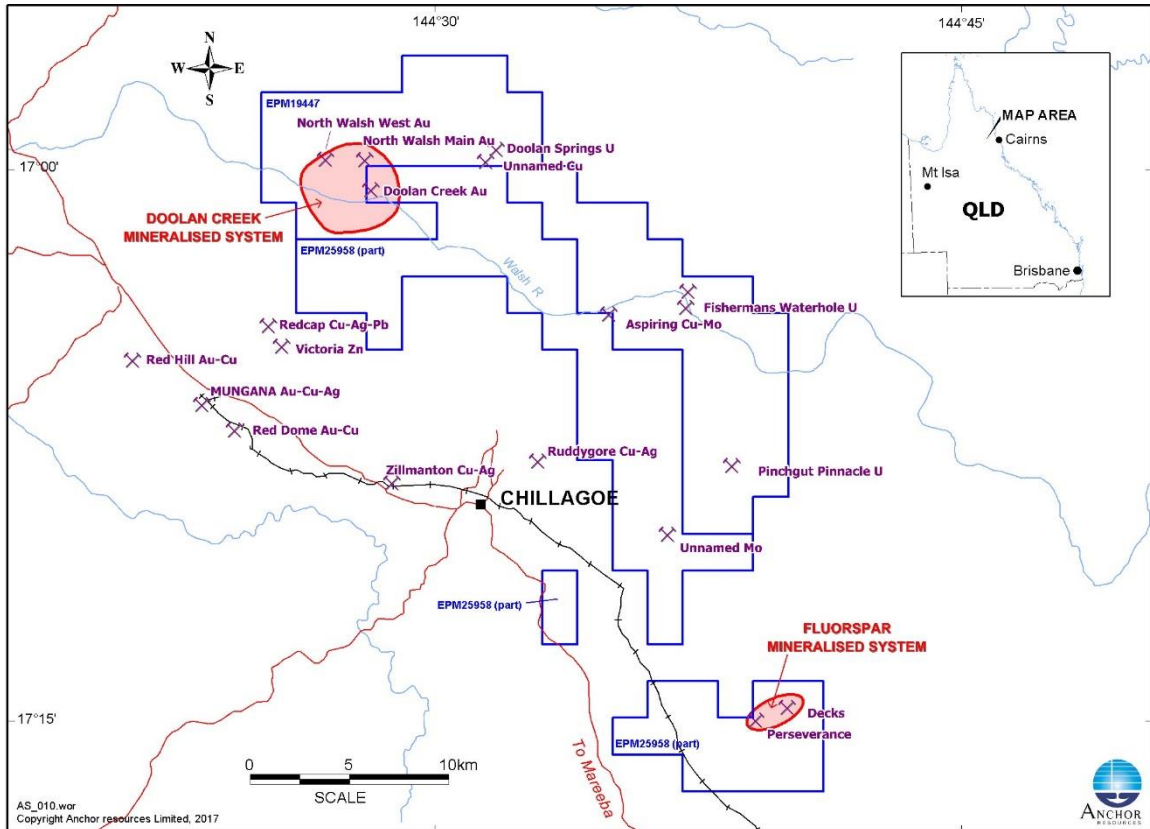 144°30'
144°45'
N
W
E
S
EPM19447
North Walsh West Au
North Walsh Main Au
Doolan Springs U
Unnamed Cu
17°00'
Doolan Creek Au
DOOLAN CREEK
MINERALISED SYSTEM
EPM25958 (part)
Walsh R
MAP AREA
Cairns
Mt Isa
QLD
Brisbane
Fishermans Waterhole U
Aspiring Cu-Mo
Redcap Cu-Ag-Pb
Victoria Zn
Red Hill Au-Cu
MUNGANA Au-Cu-Ag
Red Dome Au-Cu
Ruddygore Cu-Ag
Zillmanton Cu-Ag
Pinchgut Pinnacle U
CHILLAGOE
Unnamed Mo
EPM25958 (part)
FLUORSPAR
MINERALISED SYSTEM
17°15'
Decks
Perseverance
EPM25958 (part)
To Mareeba
0 5 10km
SCALE
AS_010.wor
Copyright Anchor resources Limited, 2017
ANCHOR
RESOURCES